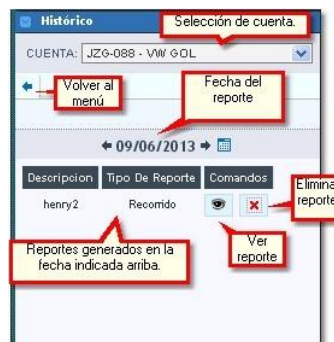 Histórico
Selección de cuenta.
CUENTA: JZG-088 - VW GOL
Volver al
menú
Fecha del
reporte
09/06/2013
Descripcion Tipo De Reporte Comandos
Elimina
reporte
henry2 Recorrido
Reportes generados en la
fecha indicada arriba.
Ver
reporte